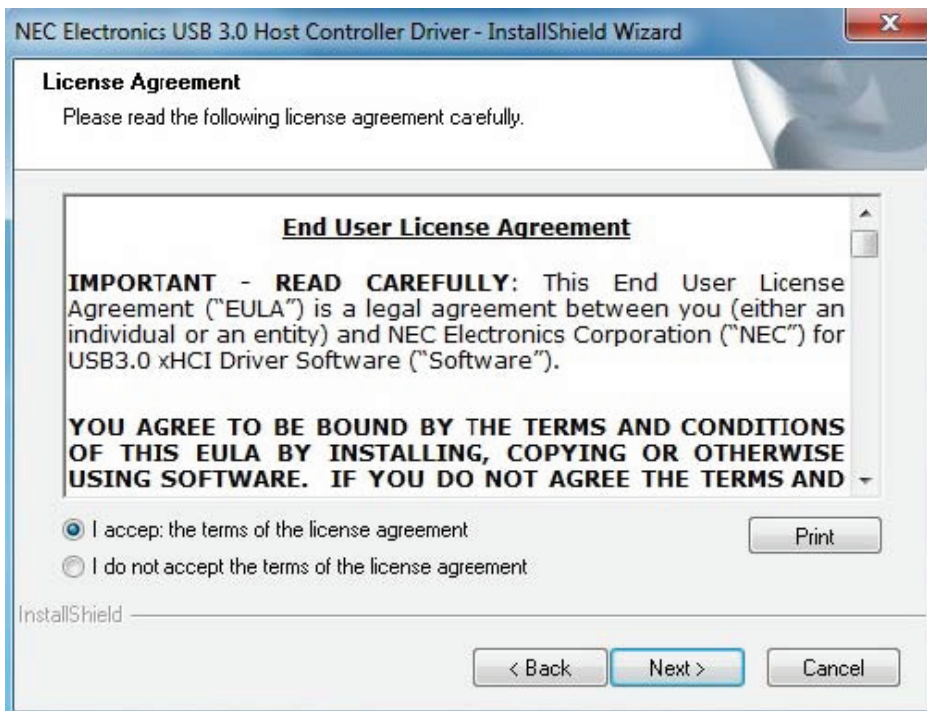 NEC Electronics USB 3.0 Host Controller Driver - InstallShield Wizard
License Agreement
Please read the following license agreement carefully.
End User License Agreement
IMPORTANT - READ CAREFULLY: This End User License
Agreement ("EULA") is a legal agreement between you (either an
individual or an entity) and NEC Electronics Corporation ("NEC") for
USB3.0 xHCI Driver Software ("Software").
YOU AGREE TO BE BOUND BY THE TERMS AND CONDITIONS
OF THIS EULA BY INSTALLING, COPYING OR OTHERWISE
USING SOFTWARE. IF YOU DO NOT AGREE THE TERMS AND
I accep: the terms of the license agreement
Print
I do not accept the terms of the license agreement
InstallShield
< Back
Next >
Cancel